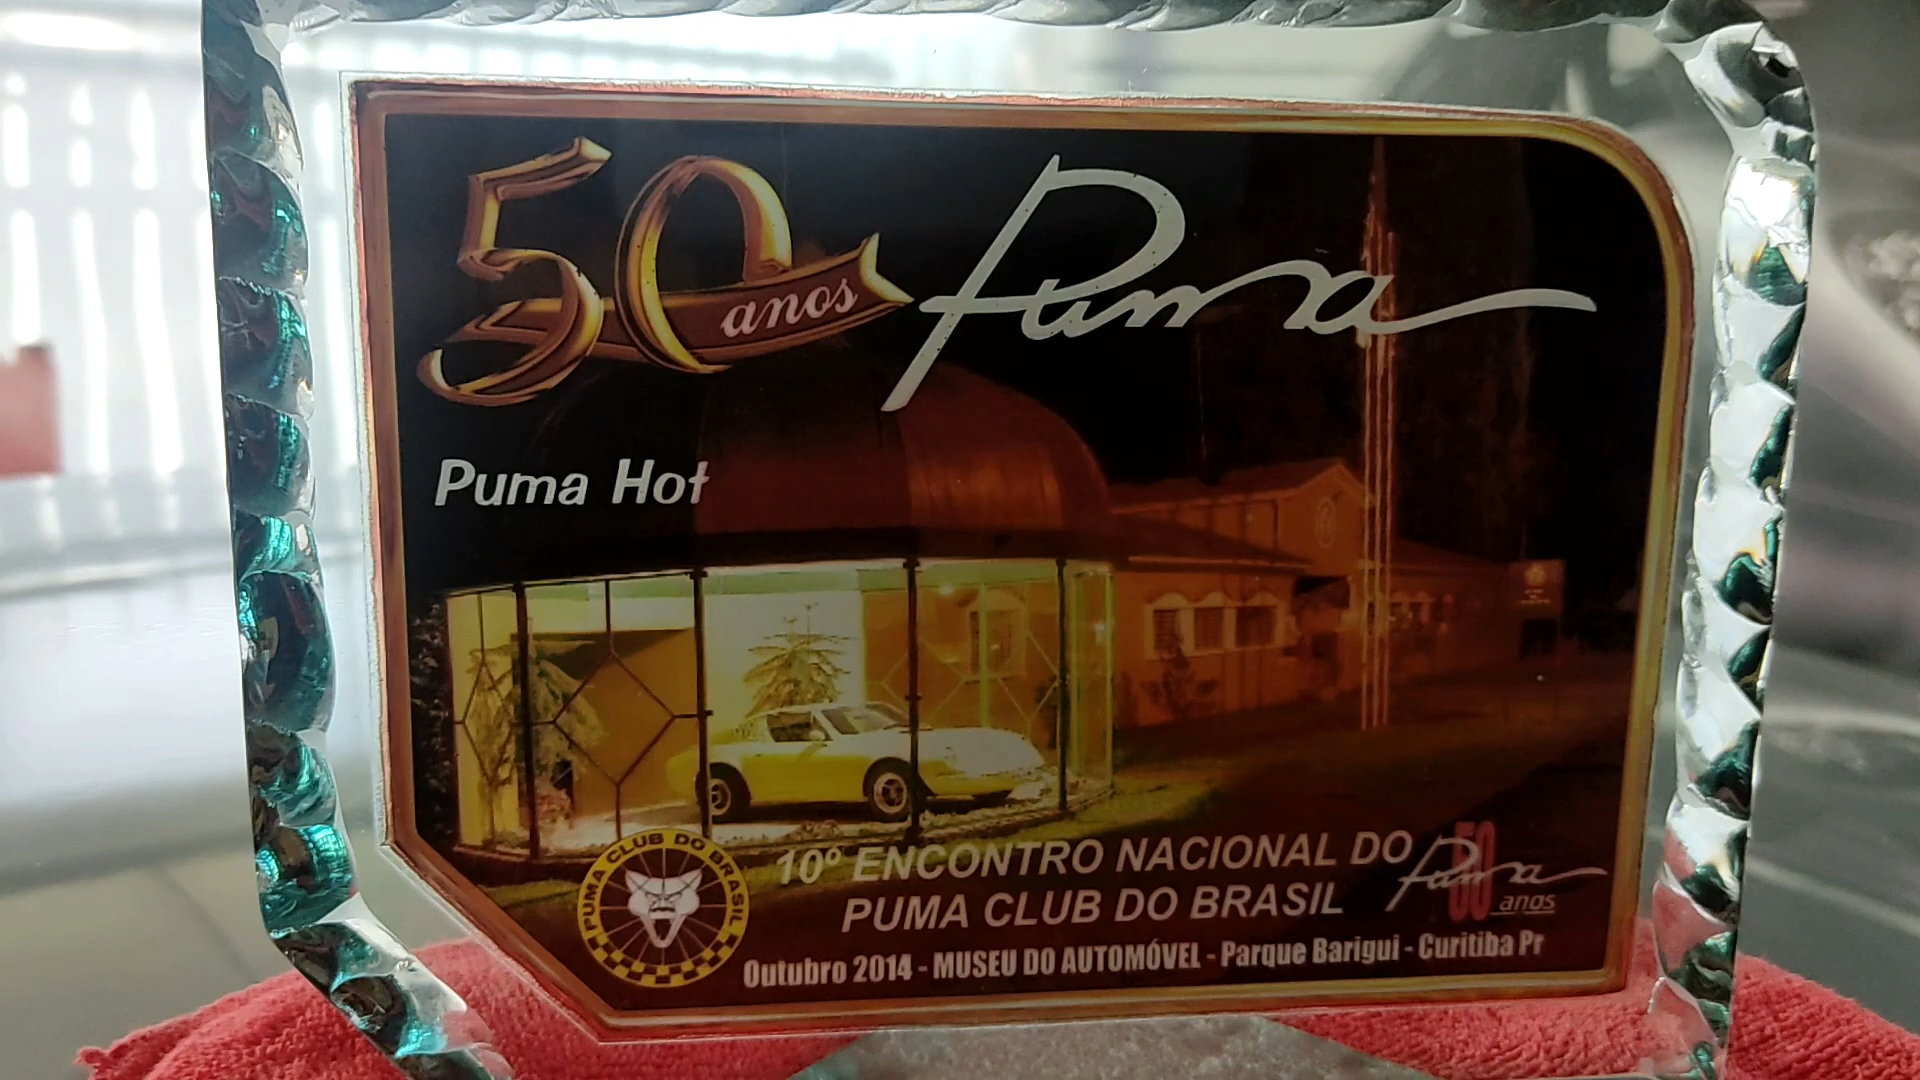 50 anos Puma
Puma Hot
PUMA CLUB DO BRASIL
10º ENCONTRO NACIONAL DO
PUMA CLUB DO BRASIL
Puma 50 anos
Outubro 2014 - MUSEU DO AUTOMÓVEL - Parque Barigui - Curitiba Pr